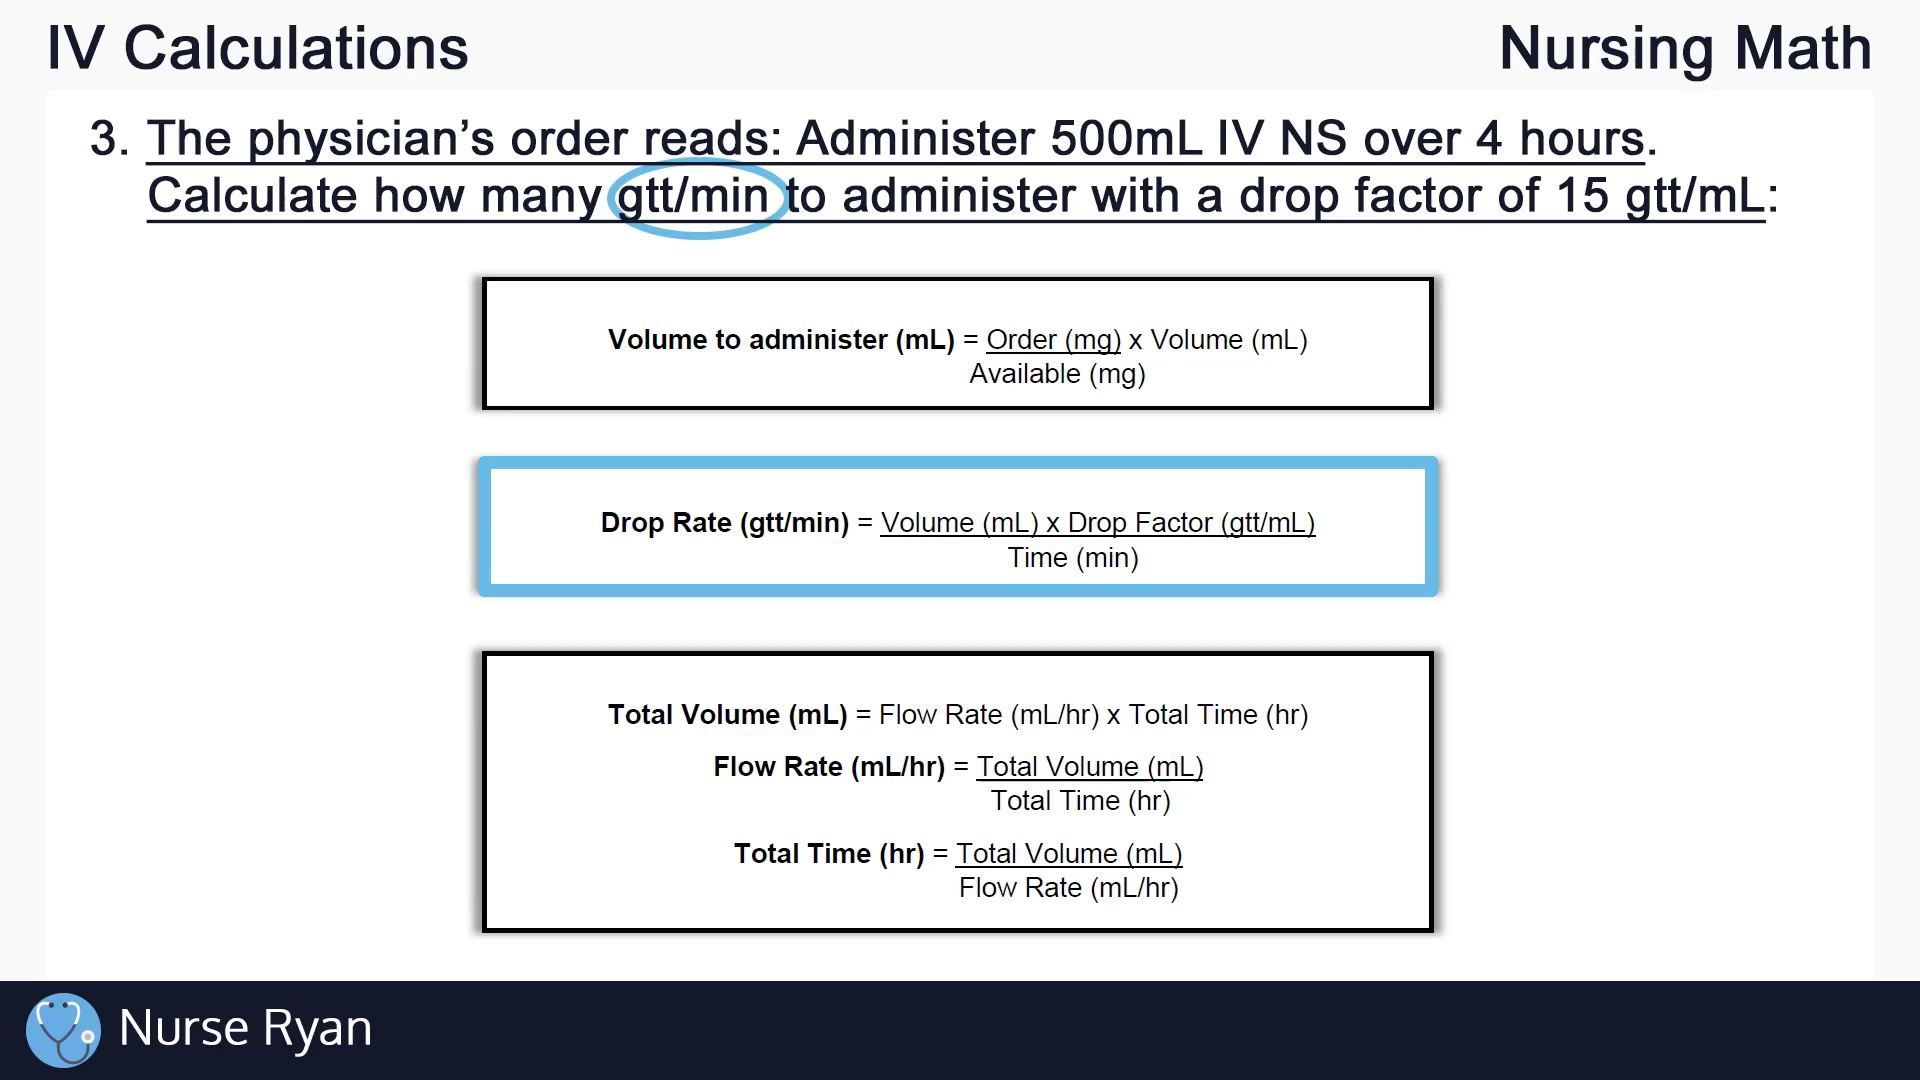 IV Calculations
Nursing Math
3. The physician’s order reads: Administer 500mL IV NS over 4 hours.
Calculate how many gtt/min to administer with a drop factor of 15 gtt/mL:
Volume to administer (mL) = Order (mg) x Volume (mL)
Available (mg)
Drop Rate (gtt/min) = Volume (mL) x Drop Factor (gtt/mL)
Time (min)
Total Volume (mL) = Flow Rate (mL/hr) x Total Time (hr)
Flow Rate (mL/hr) = Total Volume (mL)
Total Time (hr)
Total Time (hr) = Total Volume (mL)
Flow Rate (mL/hr)
Nurse Ryan